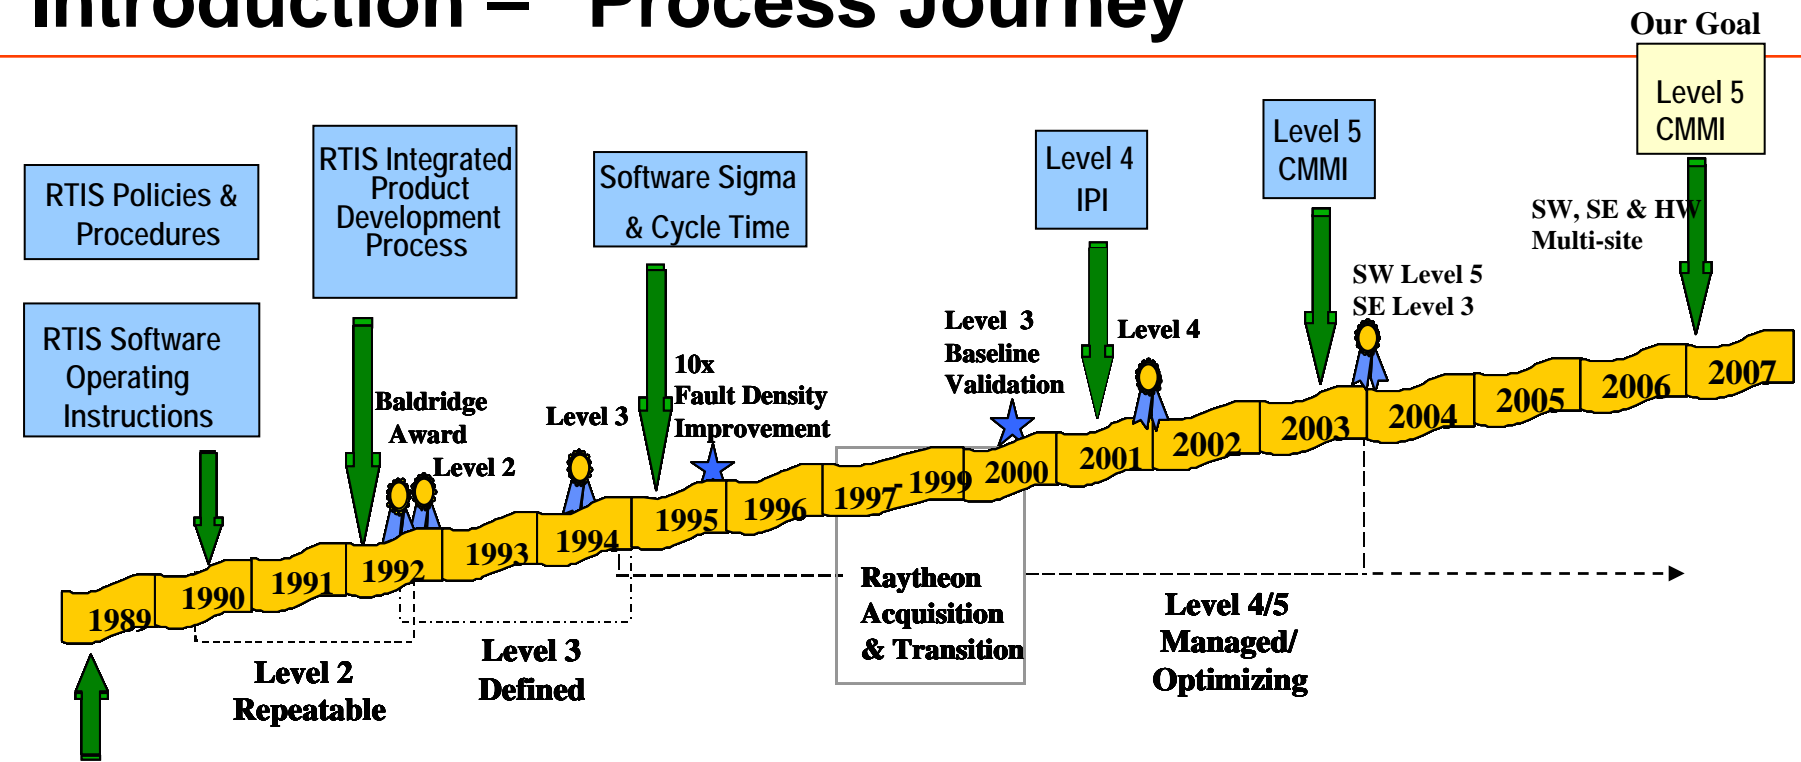 Introduction – Process Journey
Our Goal
Level 5
CMMI
RTIS Policies &
Procedures
RTIS Integrated
Product
Development
Process
Software Sigma
& Cycle Time
Level 4
IPI
Level 5
CMMI
SW, SE & HW
Multi-site
RTIS Software
Operating
Instructions
Baldridge
Award
Level 2
Level 3
10x
Fault Density
Improvement
Level 3
Baseline
Validation
Level 4
SW Level 5
SE Level 3
1989
1990
1991
1992
1993
1994
1995
1996
1997-1999
2000
2001
2002
2003
2004
2005
2006
2007
Level 2
Repeatable
Level 3
Defined
Raytheon
Acquisition
& Transition
Level 4/5
Managed/
Optimizing